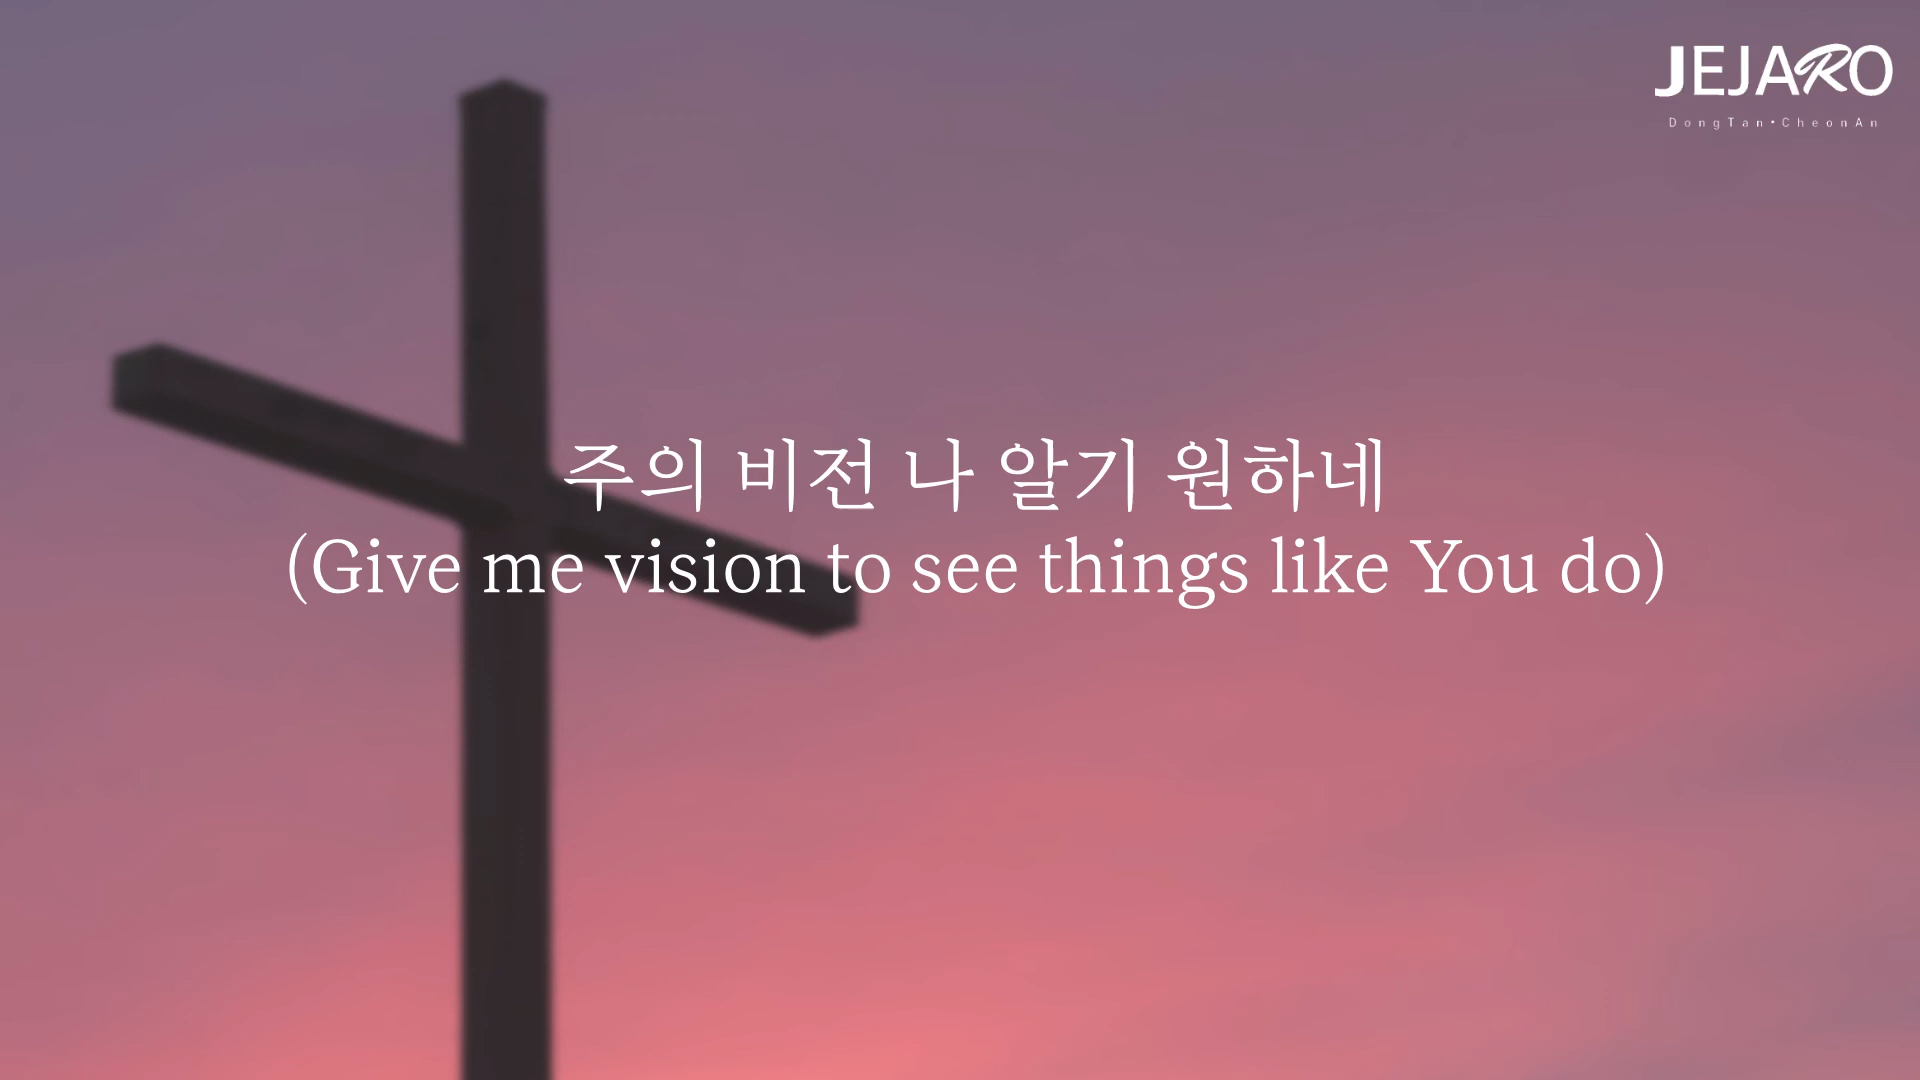 JEJARO
DongTan•CheonAn
주의 비전 나 알기 원하네
(Give me vision to see things like You do)